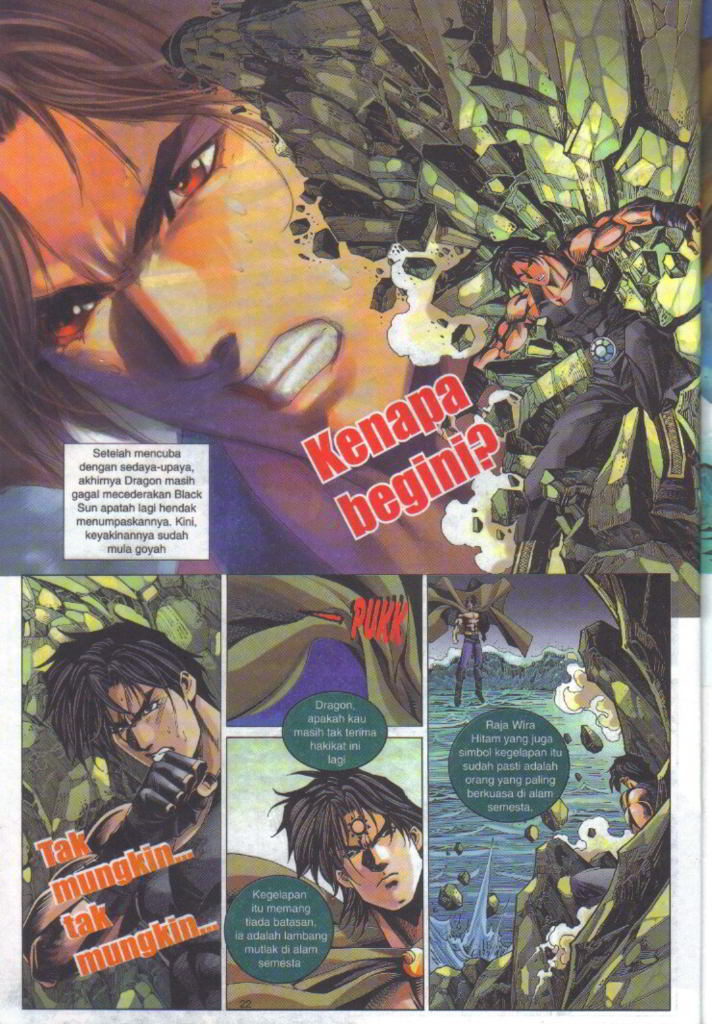 Kenapa
begini?
Setelah mencuba
dengan sedaya-upaya,
akhirnya Dragon masih
gagal mecederakan Black
Sun apatah lagi hendak
menumpaskannya. Kini,
keyakinannya sudah
mula goyah
Tak
mungkin...
tak
mungkin...
PUKK
Dragon,
apakah kau
masih tak terima
hakikat ini
lagi
Kegelapan
itu memang
tiada batasan,
ia adalah lambang
mutlak di alam
semesta
Raja Wira
Hitam yang juga
simbol kegelapan itu
sudah pasti adalah
orang yang paling
berkuasa di alam
semesta.
22